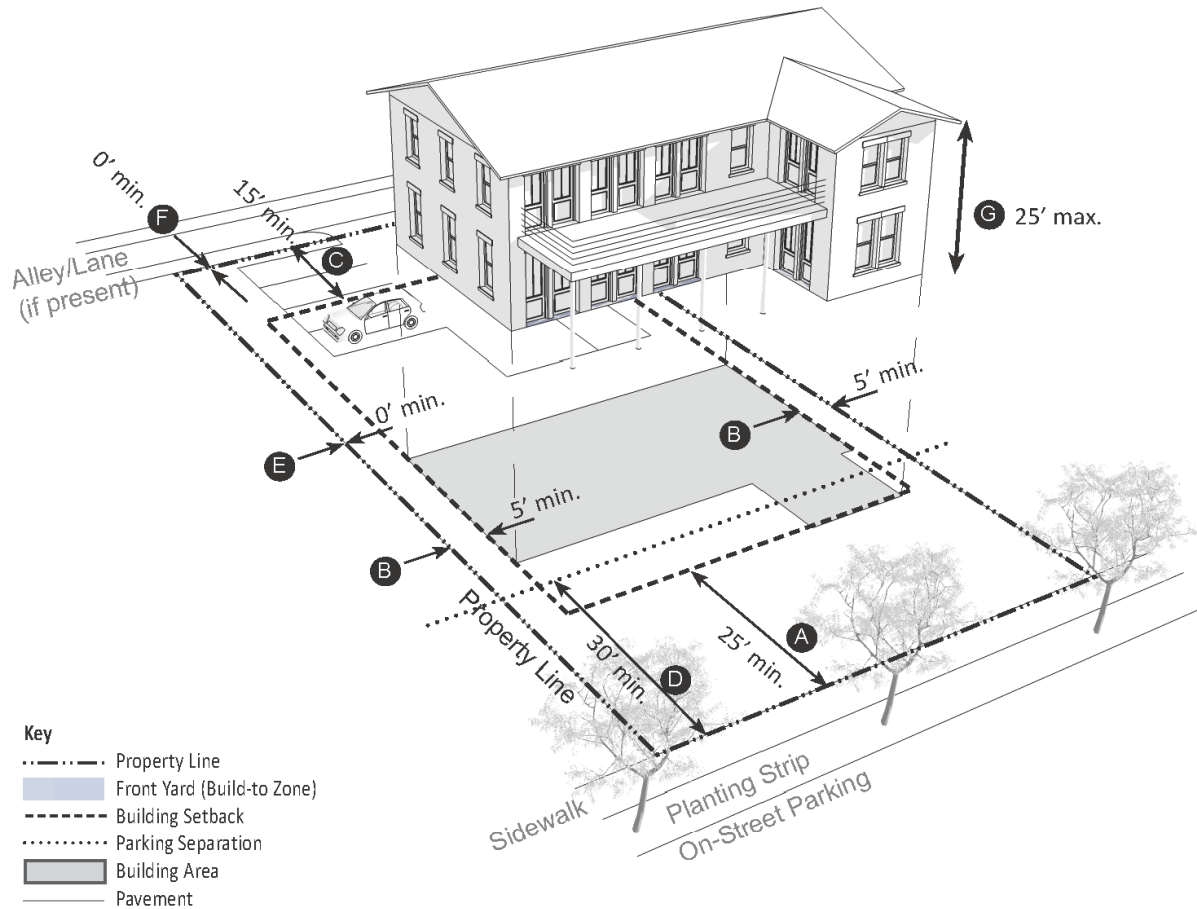 0' min.
F
15' min.
C
Alley/Lane
(if present)
G 25' max.
5' min.
B
0' min.
E
5' min.
B
Property Line
30' min.
D
25' min.
A
Sidewalk
Planting Strip
On-Street Parking
Key
Property Line
Front Yard (Build-to Zone)
Building Setback
Parking Separation
Building Area
Pavement